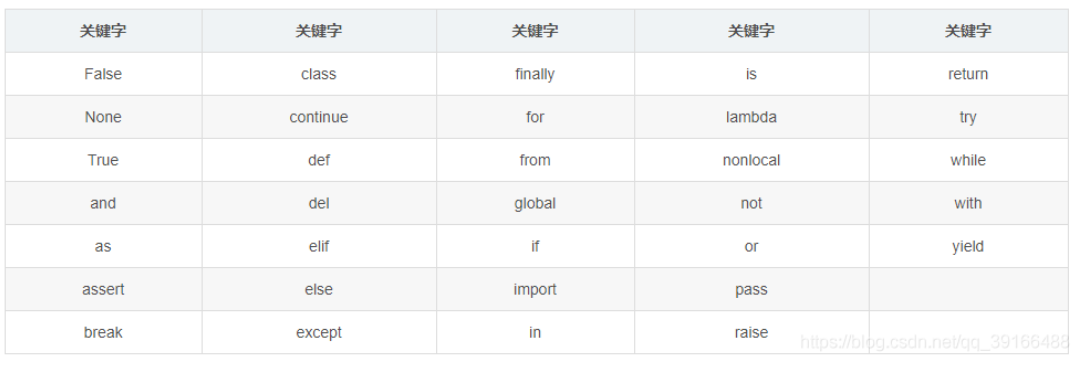 关键字 关键字 关键字 关键字 关键字
False class finally is return
None continue for lambda try
True def from nonlocal while
and del global not with
as elif if or yield
assert else import pass
break except in raise
https://blog.csdn.net/qq_39166488